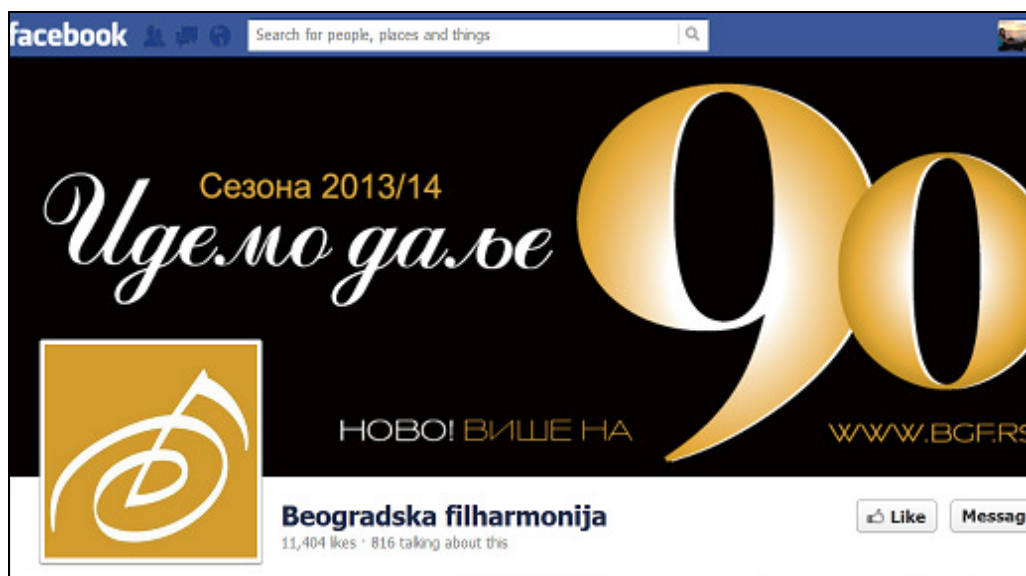 facebook
Search for people, places and things
Сезона 2013/14
Идемо даље
90
НОВО! ВИШЕ НА
WWW.BGF.RS
Beogradska filharmonija
11,404 likes · 816 talking about this
Like
Messag